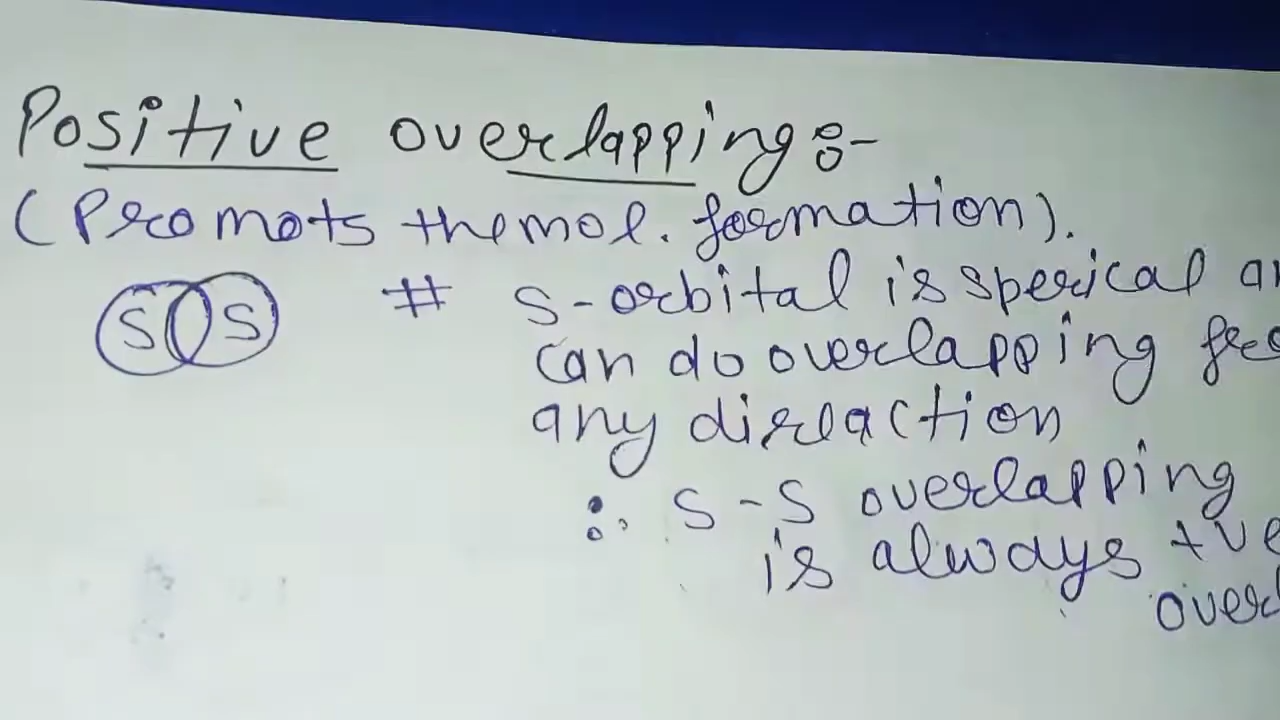 Positive overlapping :-
(Promots the mol. formation).
S S # S-orbital is sperical
can do overlapping
any diraction
∴ S-S overlapping
is always +ve